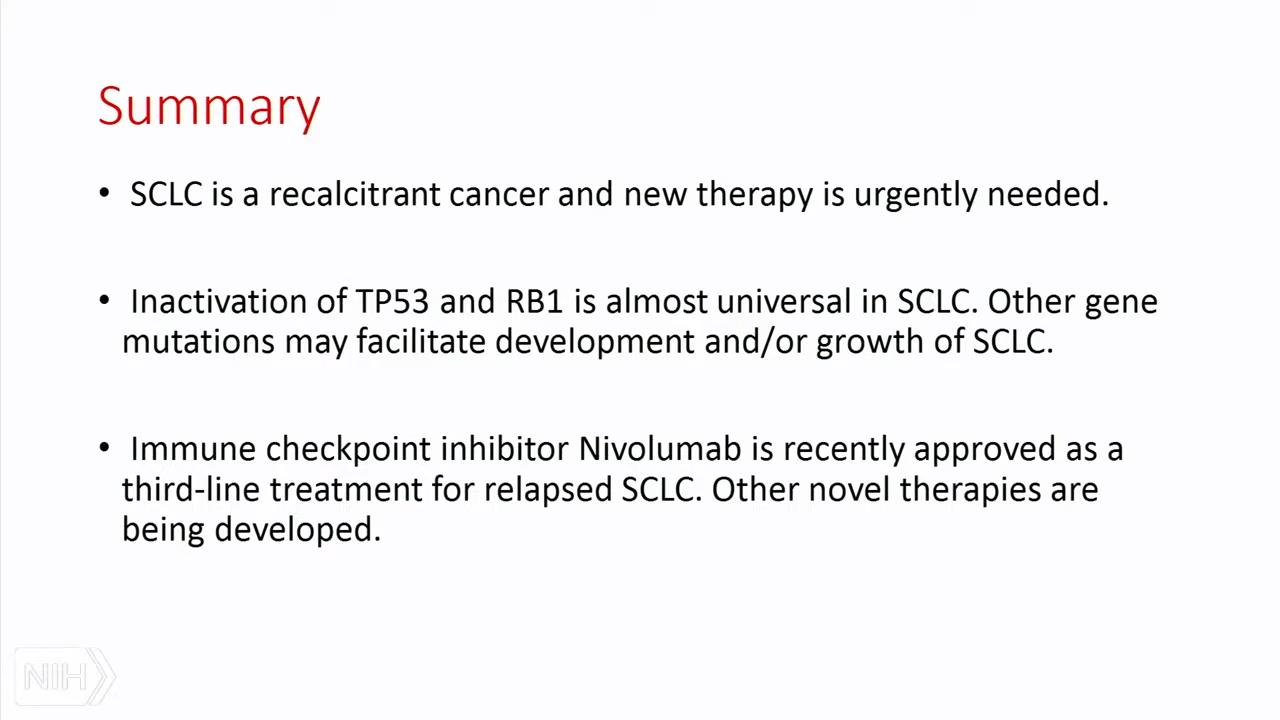 Summary
• SCLC is a recalcitrant cancer and new therapy is urgently needed.
• Inactivation of TP53 and RB1 is almost universal in SCLC. Other gene
mutations may facilitate development and/or growth of SCLC.
• Immune checkpoint inhibitor Nivolumab is recently approved as a
third-line treatment for relapsed SCLC. Other novel therapies are
being developed.
NIH